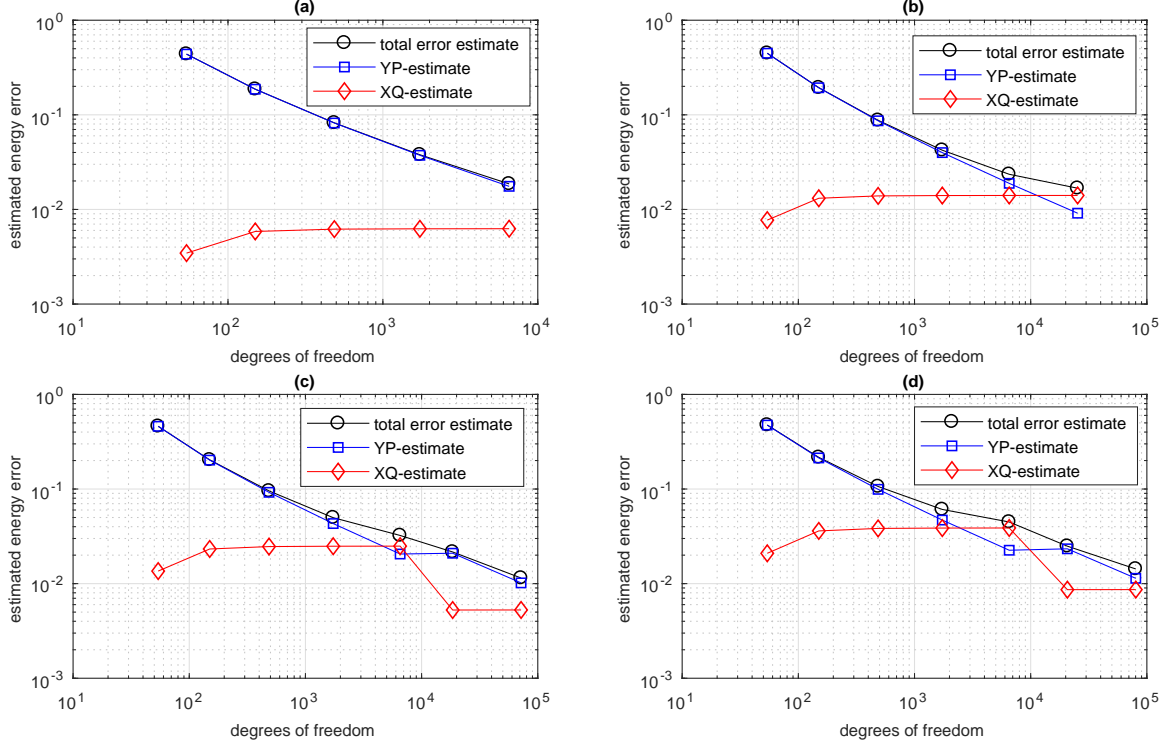 (a)
total error estimate
YP-estimate
XQ-estimate
estimated energy error
10^0
10^-1
10^-2
10^-3
10^1
10^2
10^3
10^4
degrees of freedom
(b)
total error estimate
YP-estimate
XQ-estimate
estimated energy error
10^0
10^-1
10^-2
10^-3
10^1
10^2
10^3
10^4
10^5
degrees of freedom
(c)
total error estimate
YP-estimate
XQ-estimate
estimated energy error
10^0
10^-1
10^-2
10^-3
10^1
10^2
10^3
10^4
10^5
degrees of freedom
(d)
total error estimate
YP-estimate
XQ-estimate
estimated energy error
10^0
10^-1
10^-2
10^-3
10^1
10^2
10^3
10^4
10^5
degrees of freedom